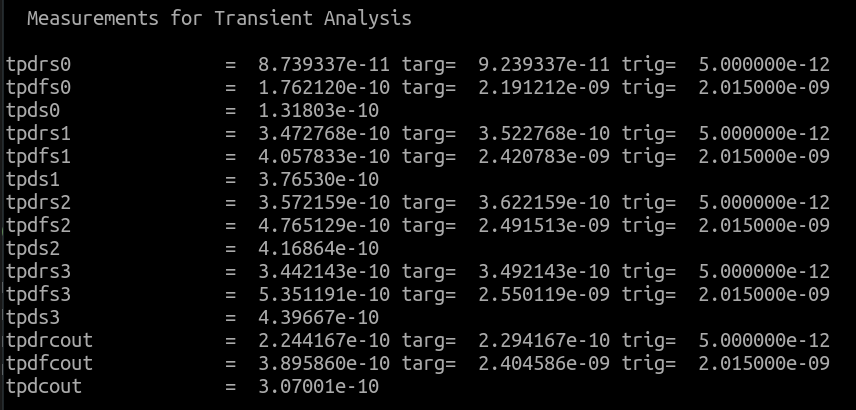 Measurements for Transient Analysis
tpdrs0 = 8.739337e-11 targ= 9.239337e-11 trig= 5.000000e-12
tpdfs0 = 1.762120e-10 targ= 2.191212e-09 trig= 2.015000e-09
tpds0 = 1.31803e-10
tpdrs1 = 3.472768e-10 targ= 3.522768e-10 trig= 5.000000e-12
tpdfs1 = 4.057833e-10 targ= 2.420783e-09 trig= 2.015000e-09
tpds1 = 3.76530e-10
tpdrs2 = 3.572159e-10 targ= 3.622159e-10 trig= 5.000000e-12
tpdfs2 = 4.765129e-10 targ= 2.491513e-09 trig= 2.015000e-09
tpds2 = 4.16864e-10
tpdrs3 = 3.442143e-10 targ= 3.492143e-10 trig= 5.000000e-12
tpdfs3 = 5.351191e-10 targ= 2.550119e-09 trig= 2.015000e-09
tpds3 = 4.39667e-10
tpdrcout = 2.244167e-10 targ= 2.294167e-10 trig= 5.000000e-12
tpdfcout = 3.895860e-10 targ= 2.404586e-09 trig= 2.015000e-09
tpdcout = 3.07001e-10